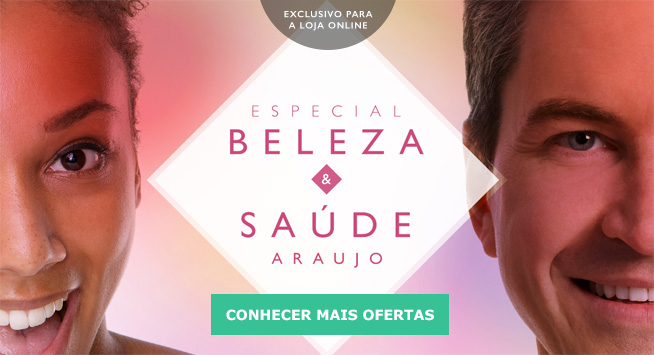 EXCLUSIVO PARA
A LOJA ONLINE
ESPECIAL
BELEZA
&
SAÚDE
ARAUJO
CONHECER MAIS OFERTAS